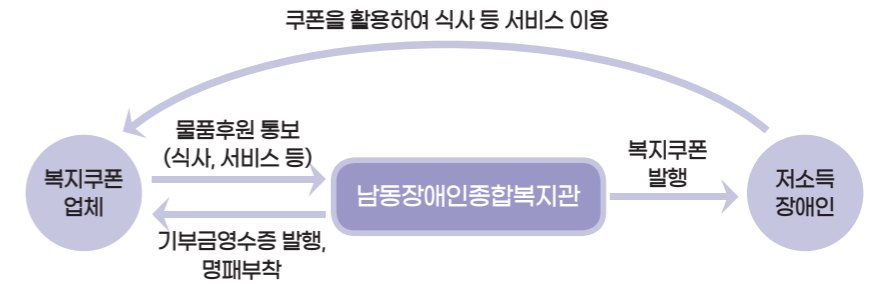 쿠폰을 활용하여 식사 등 서비스 이용
물품후원 통보
(식사, 서비스 등)
복지쿠폰
업체
남동장애인종합복지관
복지쿠폰
발행
저소득
장애인
기부금영수증 발행,
명패부착